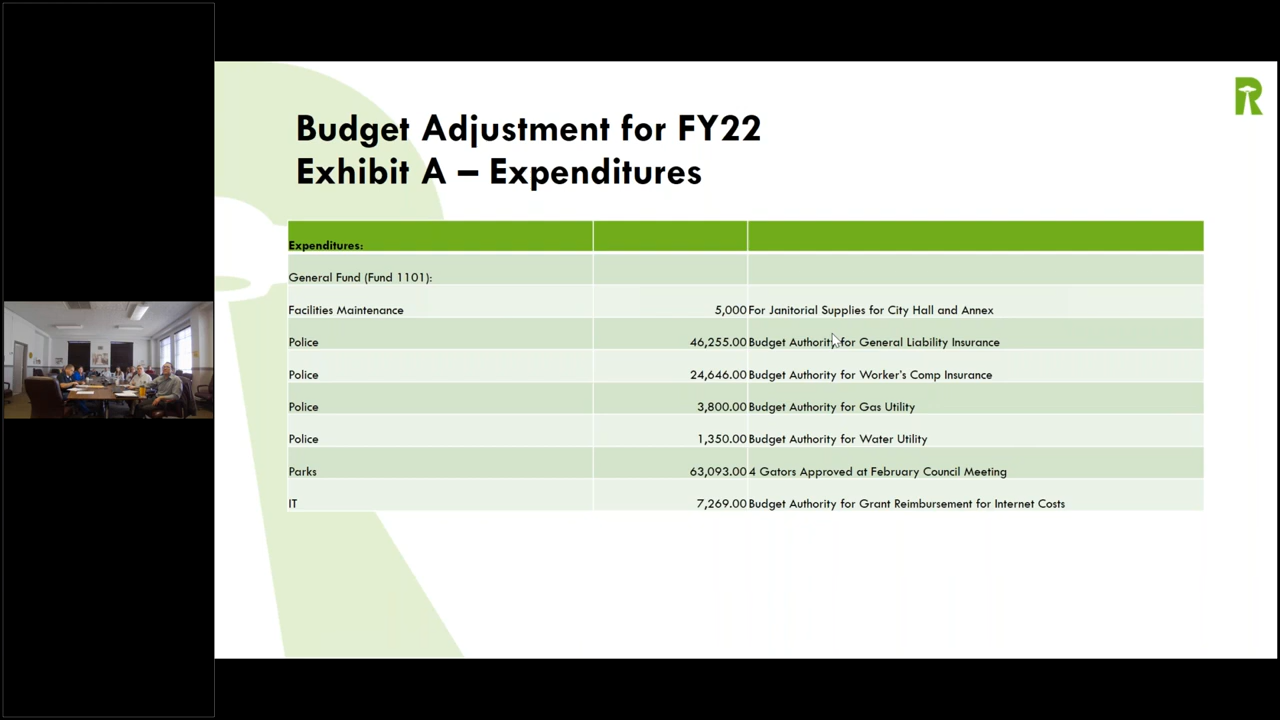 R
Budget Adjustment for FY22
Exhibit A – Expenditures
Expenditures:
General Fund (Fund 1101):
Facilities Maintenance 5,000 For Janitorial Supplies for City Hall and Annex
Police 46,255.00 Budget Authority for General Liability Insurance
Police 24,646.00 Budget Authority for Worker's Comp Insurance
Police 3,800.00 Budget Authority for Gas Utility
Police 1,350.00 Budget Authority for Water Utility
Parks 63,093.00 4 Gators Approved at February Council Meeting
IT 7,269.00 Budget Authority for Grant Reimbursement for Internet Costs